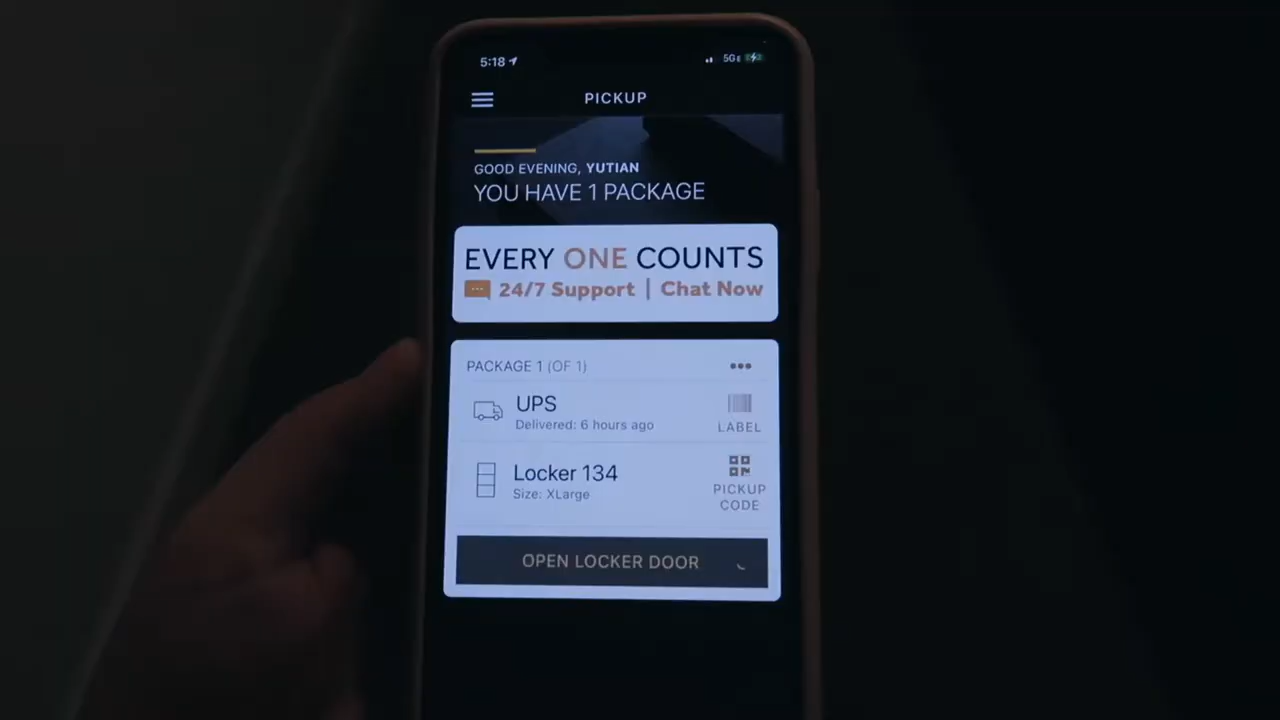 5:18
5GE
PICKUP
GOOD EVENING, YUTIAN
YOU HAVE 1 PACKAGE
EVERY ONE COUNTS
24/7 Support | Chat Now
PACKAGE 1 (OF 1)
UPS
Delivered: 6 hours ago
LABEL
Locker 134
Size: XLarge
PICKUP
CODE
OPEN LOCKER DOOR